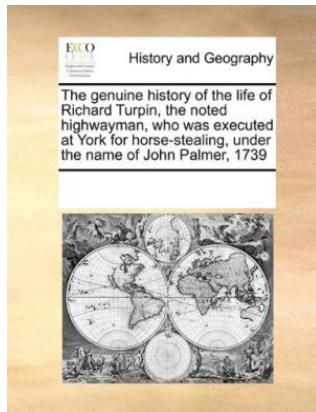 ECCO
History and Geography
The genuine history of the life of
Richard Turpin, the noted
highwayman, who was executed
at York for horse-stealing, under
the name of John Palmer, 1739